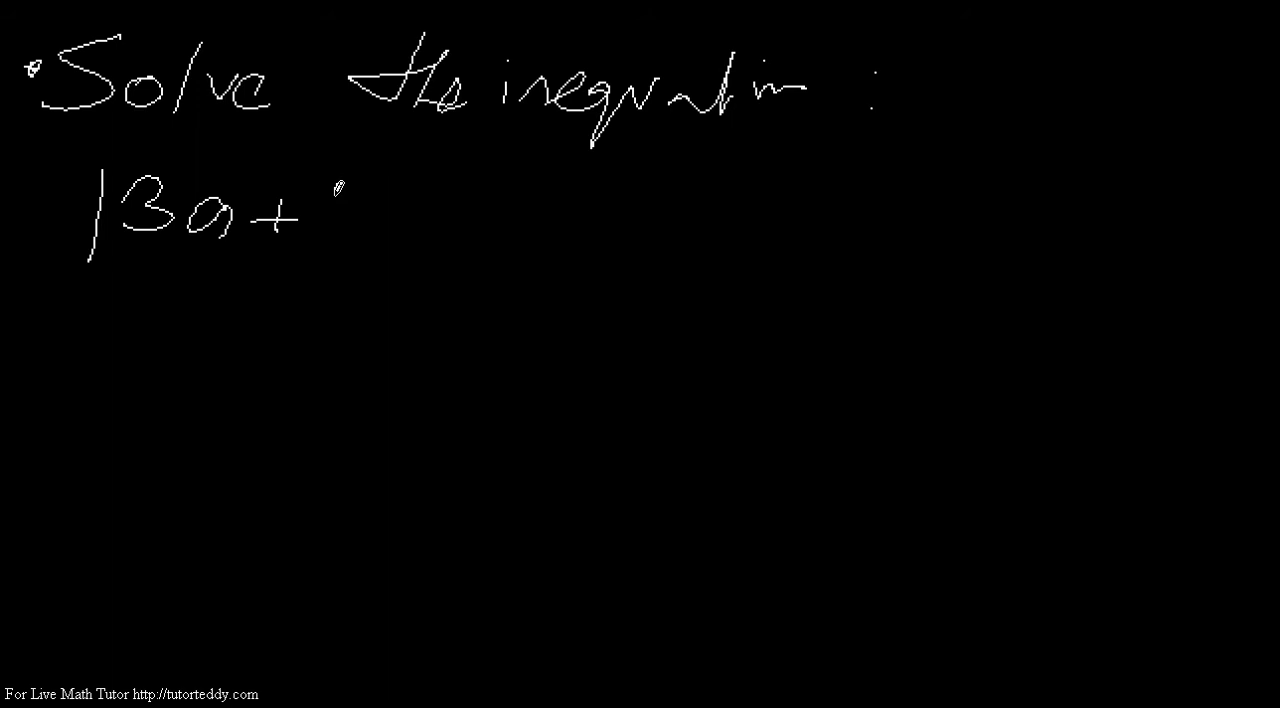 Solve the inequation :
|3a+
For Live Math Tutor http://tutorteddy.com